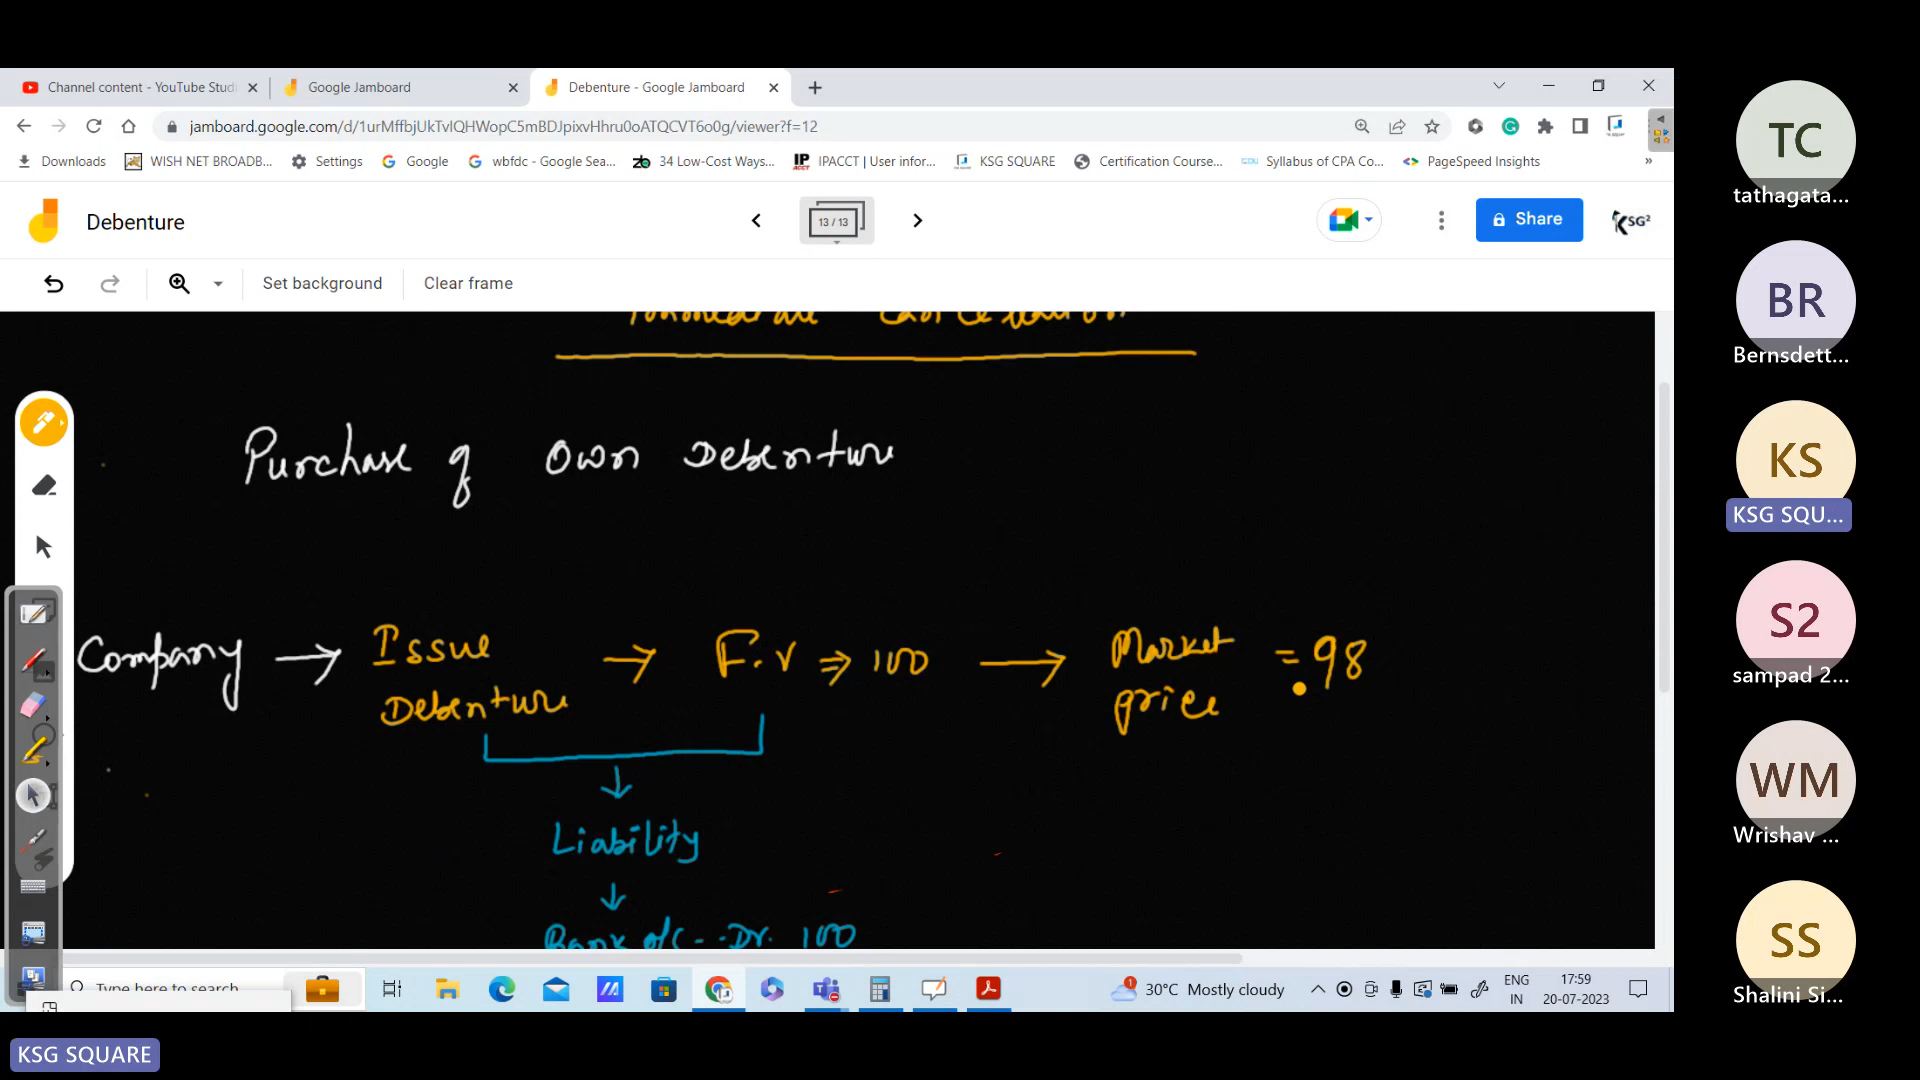 Channel content - YouTube Stud
Google Jamboard
Debenture - Google Jamboard
jamboard.google.com/d/1urMffbjUkTvIQHWopC5mBDJpixvHhru0oATQCVT6o0g/viewer?f=12
Downloads
WISH NET BROADB...
Settings
Google
wbfdc - Google Sea...
34 Low-Cost Ways...
IPACCT | User infor...
KSG SQUARE
Certification Course...
Syllabus of CPA Co...
PageSpeed Insights
»
Debenture
13 / 13
Share
KSG²
Set background
Clear frame
Immediate Cancellation
Purchase of Own Debenture
Company → Issue Debenture → F.V ⇒ 100 → Market price = 98
↓
Liability
↓
Bank a/c - - Dr. 100
Type here to search
30°C Mostly cloudy
ENG
IN
17:59
20-07-2023
TC
tathagata...
BR
Bernsdett...
KS
KSG SQU...
S2
sampad 2...
WM
Wrishav ...
SS
Shalini Si...
KSG SQUARE